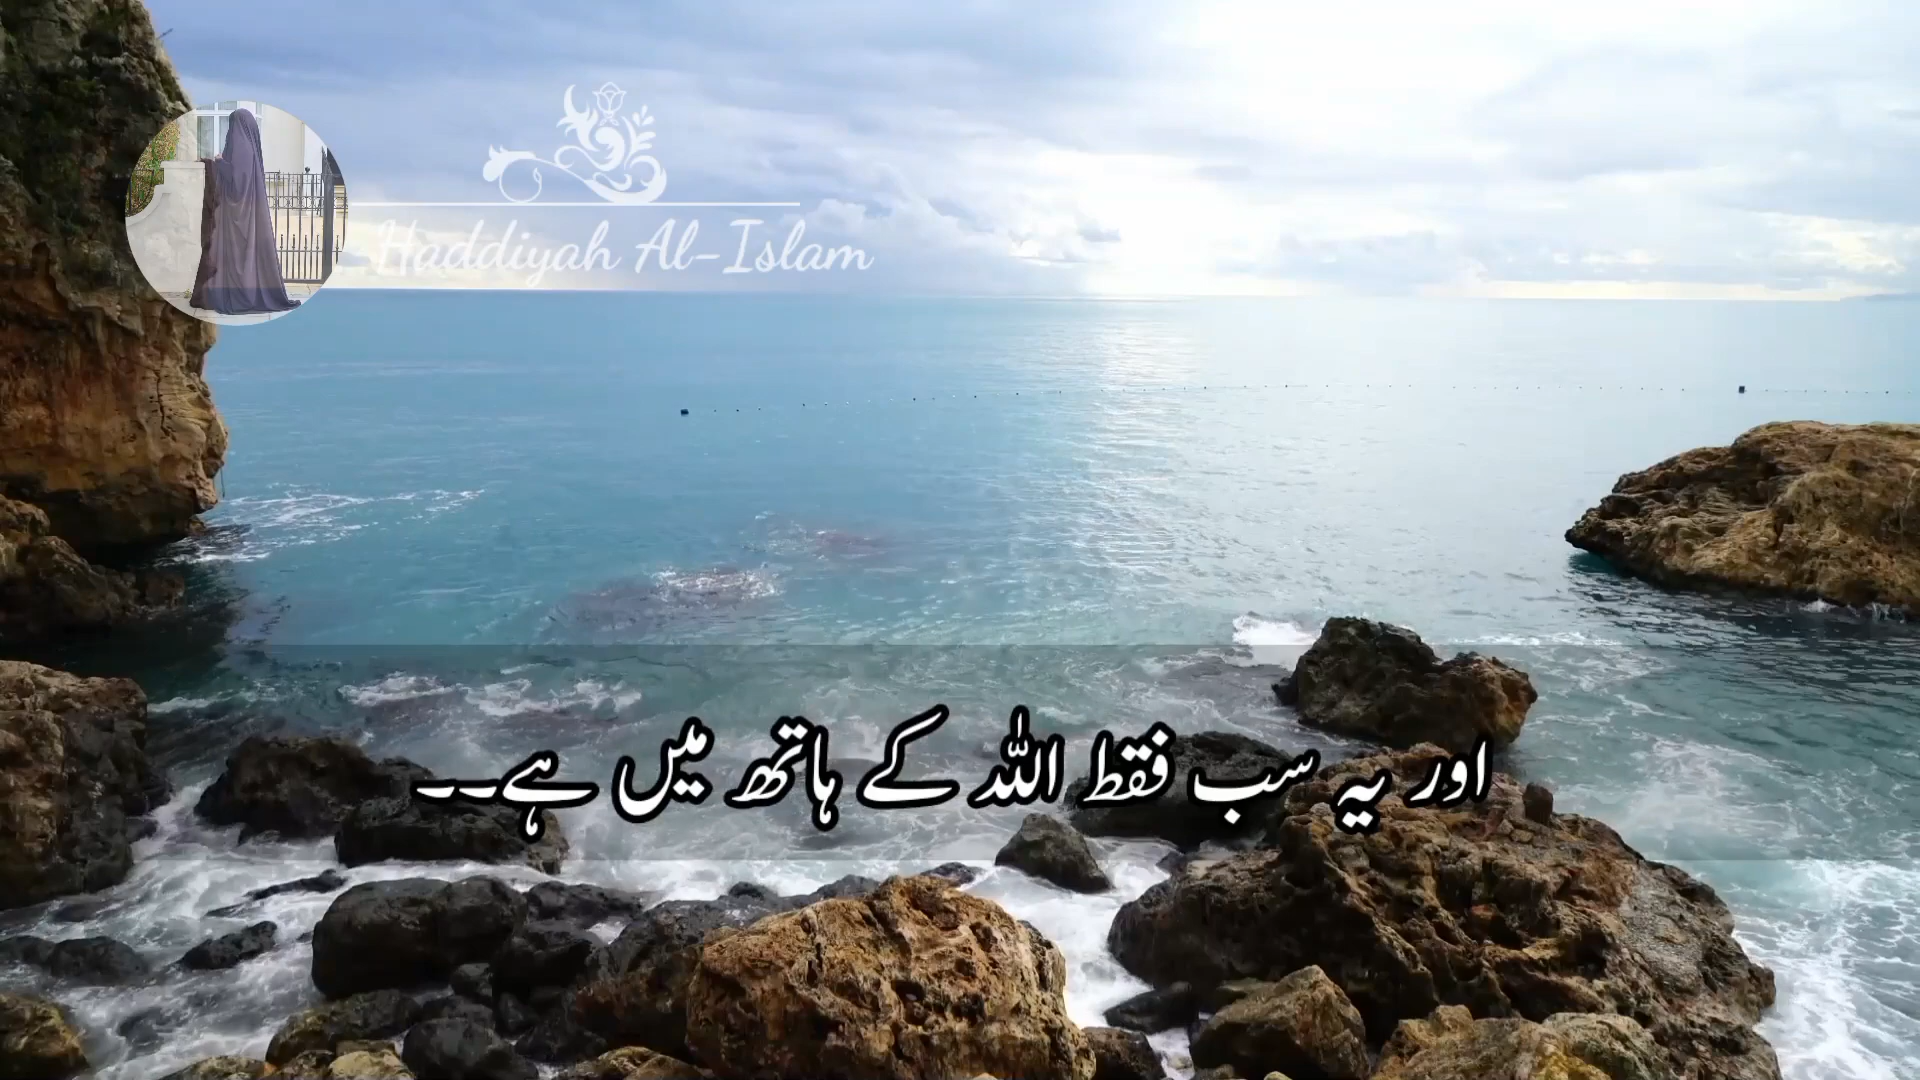 Haddiyah Al-Islam
اور یہ سب فقط اللہ کے ہاتھ میں ہے۔۔